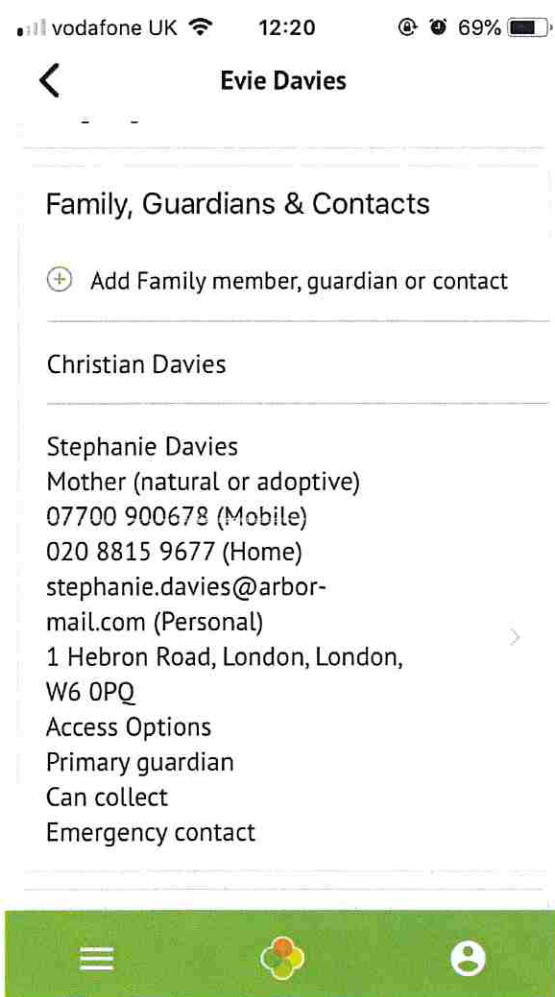 vodafone UK 12:20 69%
Evie Davies
Family, Guardians & Contacts
Add Family member, guardian or contact
Christian Davies
Stephanie Davies
Mother (natural or adoptive)
07700 900678 (Mobile)
020 8815 9677 (Home)
stephanie.davies@arbor-
mail.com (Personal)
1 Hebron Road, London, London,
W6 0PQ
Access Options
Primary guardian
Can collect
Emergency contact